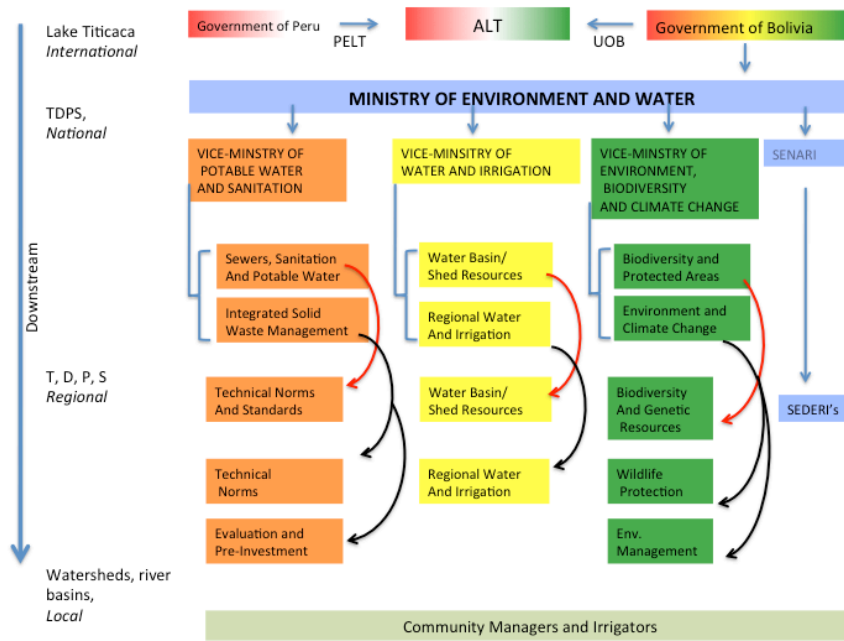 Lake Titicaca
International
Government of Peru
PELT
ALT
UOB
Government of Bolivia
MINISTRY OF ENVIRONMENT AND WATER
TDPS,
National
VICE-MINSTRY OF
POTABLE WATER
AND SANITATION
VICE-MINSITRY OF
WATER AND IRRIGATION
VICE-MINISTRY OF
ENVIRONMENT,
BIODIVERSITY
AND CLIMATE CHANGE
SENARI
Downstream
Sewers, Sanitation
And Potable Water
Water Basin/
Shed Resources
Biodiversity and
Protected Areas
Integrated Solid
Waste Management
Regional Water
And Irrigation
Environment and
Climate Change
T, D, P, S
Regional
Technical Norms
And Standards
Water Basin/
Shed Resources
Biodiversity
And Genetic
Resources
SEDERI's
Technical
Norms
Regional Water
And Irrigation
Wildlife
Protection
Evaluation and
Pre-Investment
Env.
Management
Watersheds, river
basins,
Local
Community Managers and Irrigators